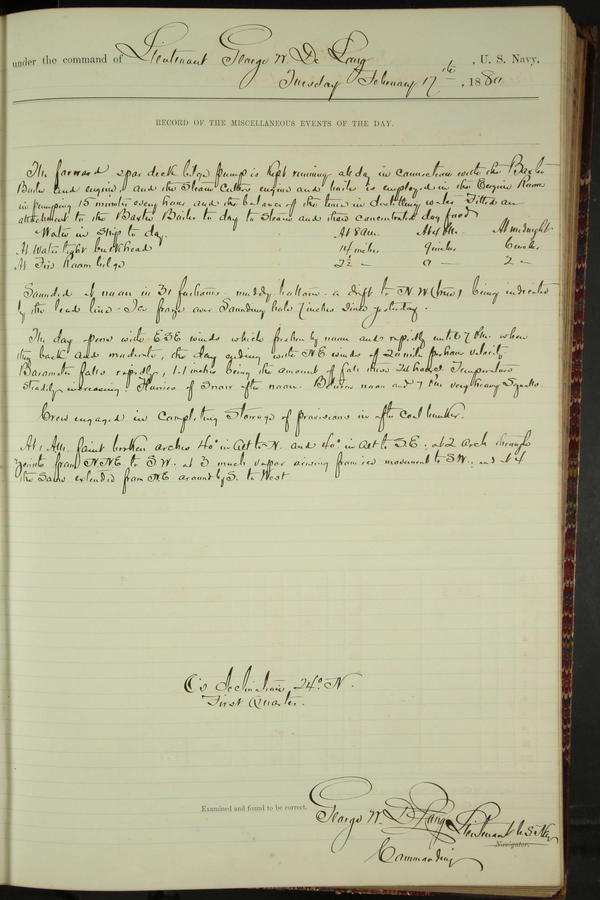 under the command of Lieutenant George W. De Long, U. S. Navy.
Tuesday February 17th, 1880
RECORD OF THE MISCELLANEOUS EVENTS OF THE DAY.
The forward spar deck bilge pump is kept running all day in connection with the Baxter
Boiler and engine, and the Steam Cutters engine and boiler is employed in the Engine Room
in pumping 15 minutes every hour and the balance of the time in distilling water. Fitted an
attachment to the Baxter Boiler to day to steam and thaw concentrated dog food
Water in Ship to day. At 8 am. At 4 Pm. At midnight
At Water tight bulkhead 14 inches 9 inches 6 inches
At Fire Room bilge 2½ — — 2 —
Sounded at noon in 31 fathoms. muddy bottom. a drift to N.W. (true) being indicated
by the lead line. Ice froze over Sounding hole 7 inches since yesterday.
The day opens with ESE winds which freshen by noon and rapidly until 7 Pm. when
they back and moderate, the day ending with NE winds of 20 mile per hour velocity
Barometer falls rapidly, 1.1 inches being the amount of fall these 24 hours. Temperature
steadily increasing. Flurries of Snow after noon. Between noon and 7 Pm very heavy Squalls.
Crew engaged in completing Stowage of provisions in after coal bunker.
At 1 Am. faint broken arches 40° in alt to N. and 40° in alt to SE. at 2 arch through
zenith from NNE to S.W. at 3 much vapor arising from ice movement to SW. and at 4
the Same extended from NE around by S. to West
☾'s declination 24° N.
First Quarter.
Examined and found to be correct.
George W. De Long Lieutenant U.S. Navy
Navigator.
Commanding